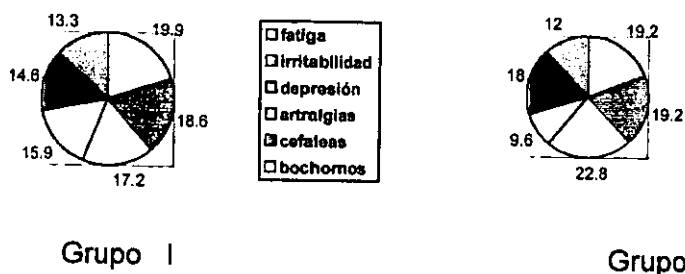 13.3
19.9
14.6
18.6
15.9
17.2
fatiga
irritabilidad
depresión
artralgias
cefaleas
bochornos
12
19.2
18
19.2
9.6
22.8
Grupo I
Grupo